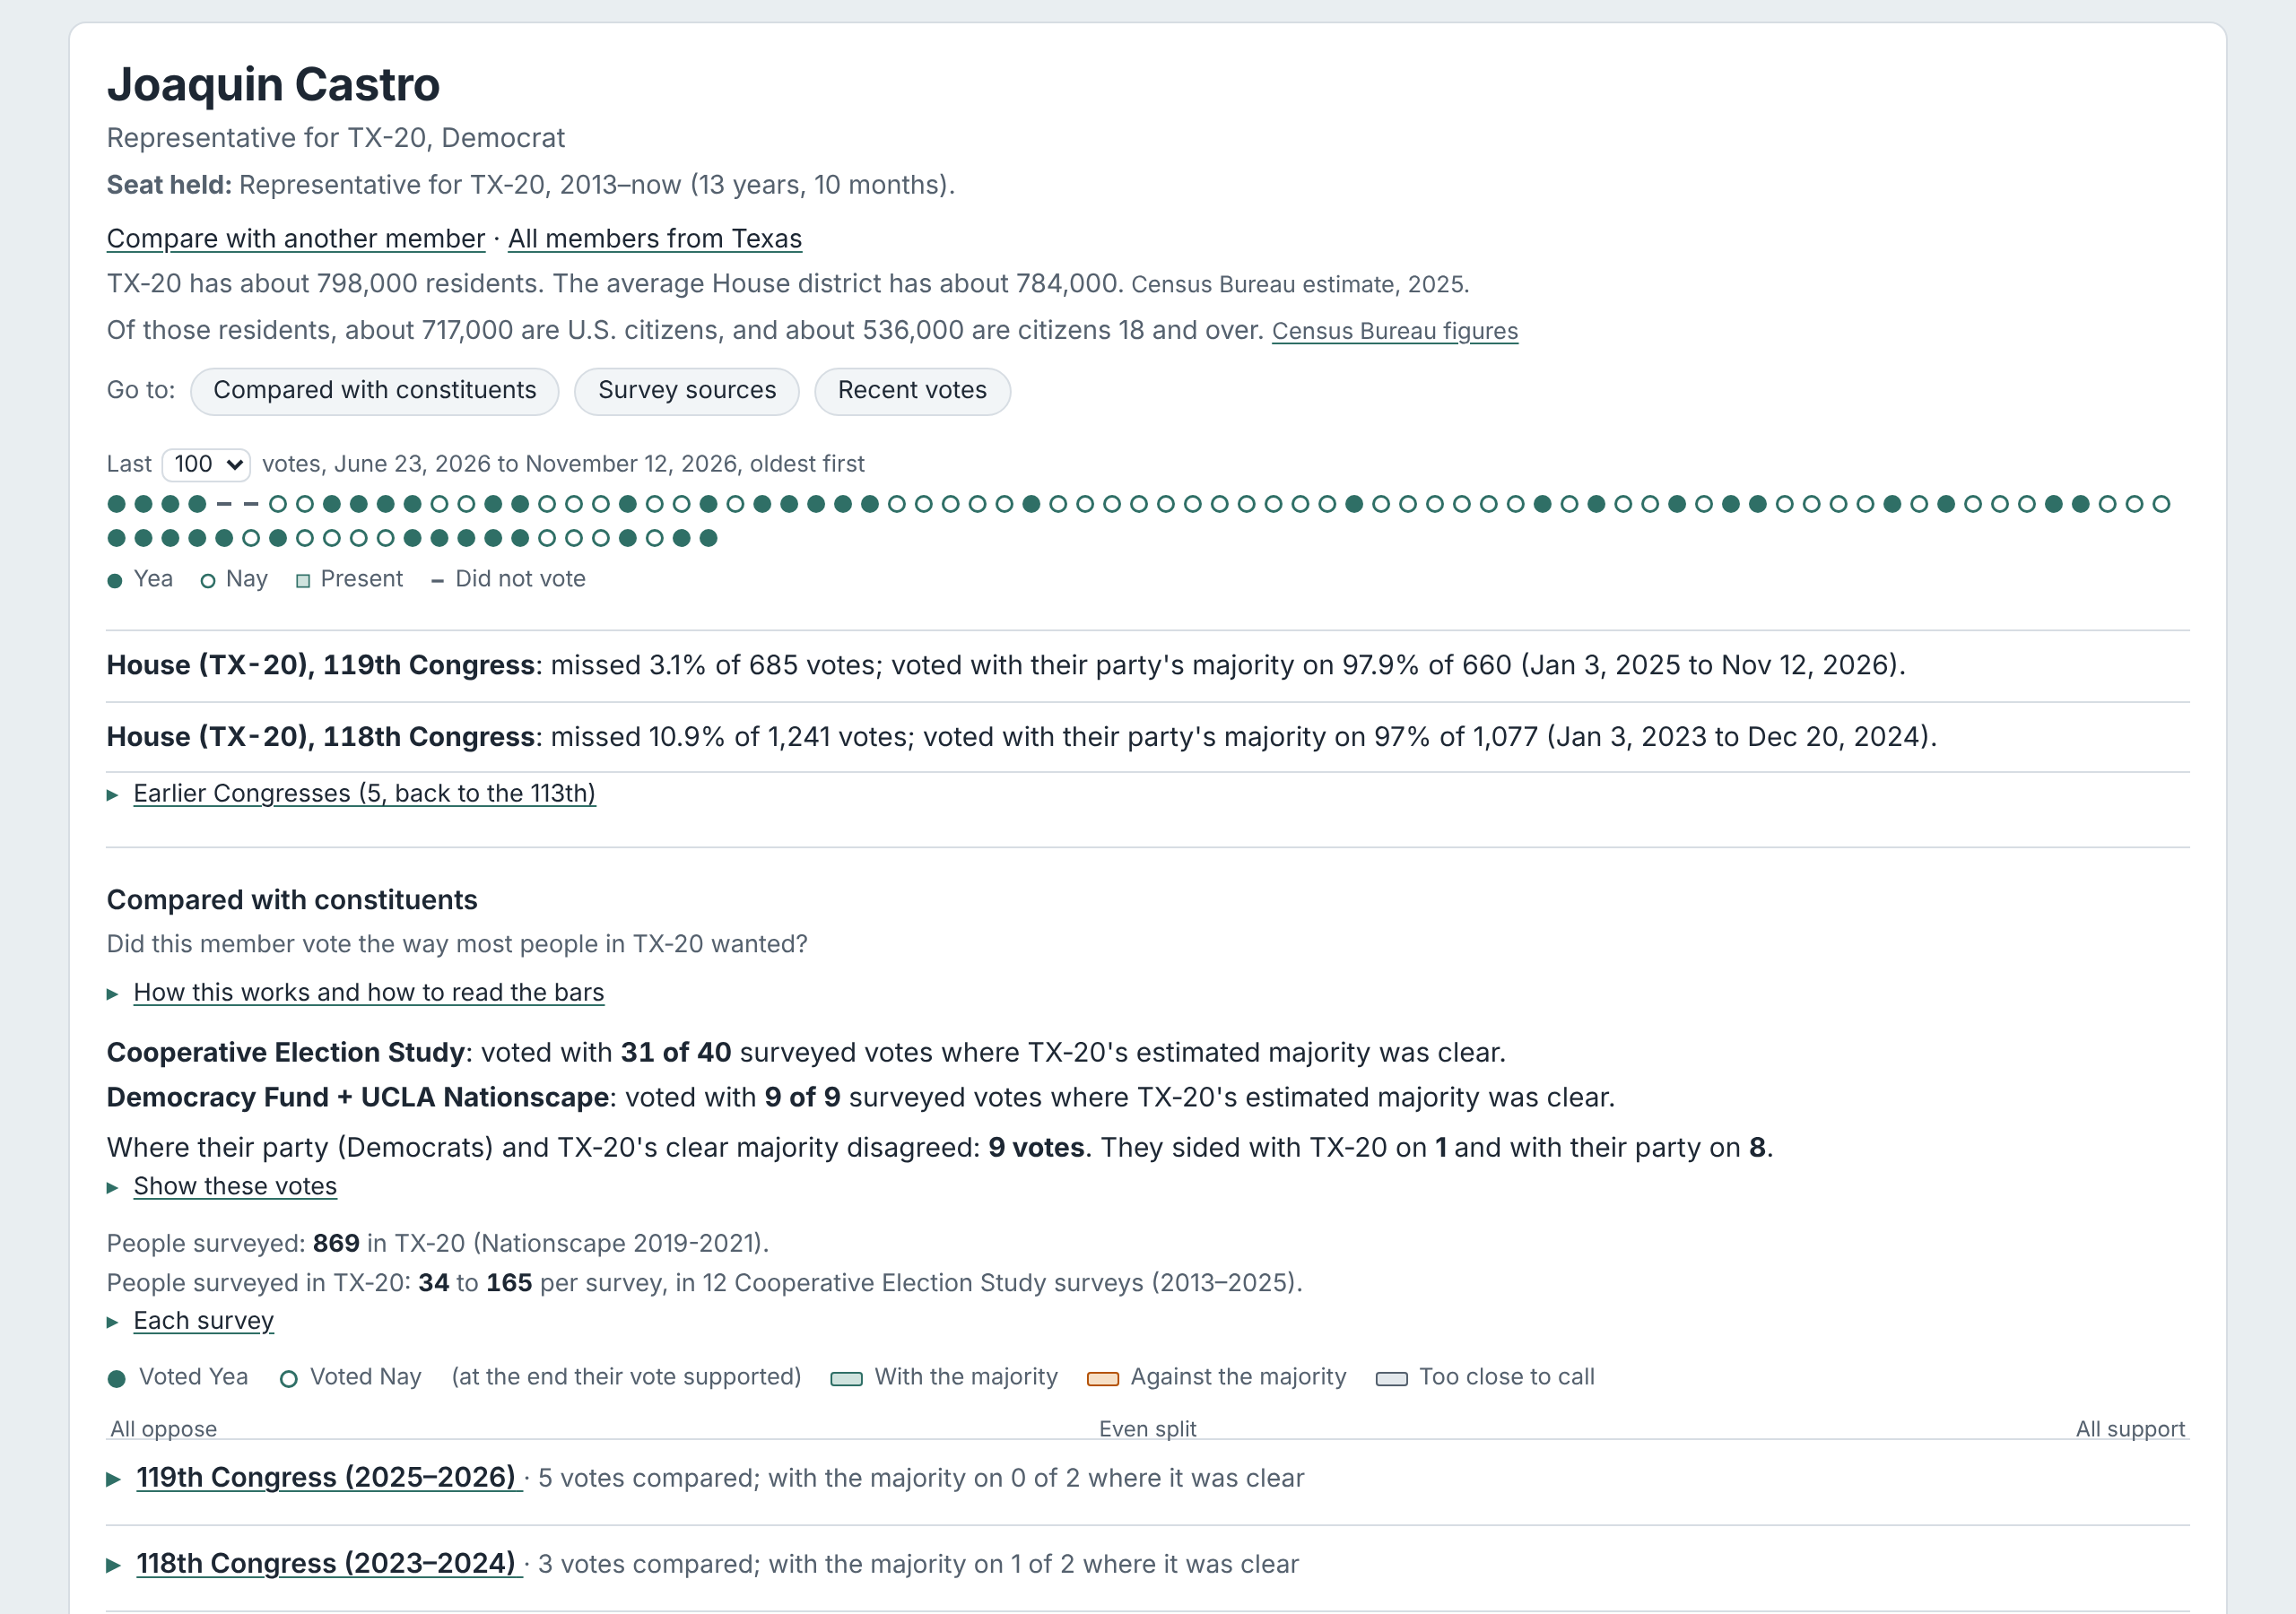 Joaquin Castro
Representative for TX-20, Democrat
Seat held: Representative for TX-20, 2013–now (13 years, 10 months).
Compare with another member · All members from Texas
TX-20 has about 798,000 residents. The average House district has about 784,000. Census Bureau estimate, 2025.
Of those residents, about 717,000 are U.S. citizens, and about 536,000 are citizens 18 and over. Census Bureau figures
Go to: Compared with constituents Survey sources Recent votes
Last 100 votes, June 23, 2026 to November 12, 2026, oldest first
Yea Nay Present Did not vote
House (TX-20), 119th Congress: missed 3.1% of 685 votes; voted with their party's majority on 97.9% of 660 (Jan 3, 2025 to Nov 12, 2026).
House (TX-20), 118th Congress: missed 10.9% of 1,241 votes; voted with their party's majority on 97% of 1,077 (Jan 3, 2023 to Dec 20, 2024).
Earlier Congresses (5, back to the 113th)
Compared with constituents
Did this member vote the way most people in TX-20 wanted?
How this works and how to read the bars
Cooperative Election Study: voted with 31 of 40 surveyed votes where TX-20's estimated majority was clear.
Democracy Fund + UCLA Nationscape: voted with 9 of 9 surveyed votes where TX-20's estimated majority was clear.
Where their party (Democrats) and TX-20's clear majority disagreed: 9 votes. They sided with TX-20 on 1 and with their party on 8.
Show these votes
People surveyed: 869 in TX-20 (Nationscape 2019-2021).
People surveyed in TX-20: 34 to 165 per survey, in 12 Cooperative Election Study surveys (2013–2025).
Each survey
Voted Yea Voted Nay (at the end their vote supported) With the majority Against the majority Too close to call
All oppose Even split All support
119th Congress (2025–2026) · 5 votes compared; with the majority on 0 of 2 where it was clear
118th Congress (2023–2024) · 3 votes compared; with the majority on 1 of 2 where it was clear